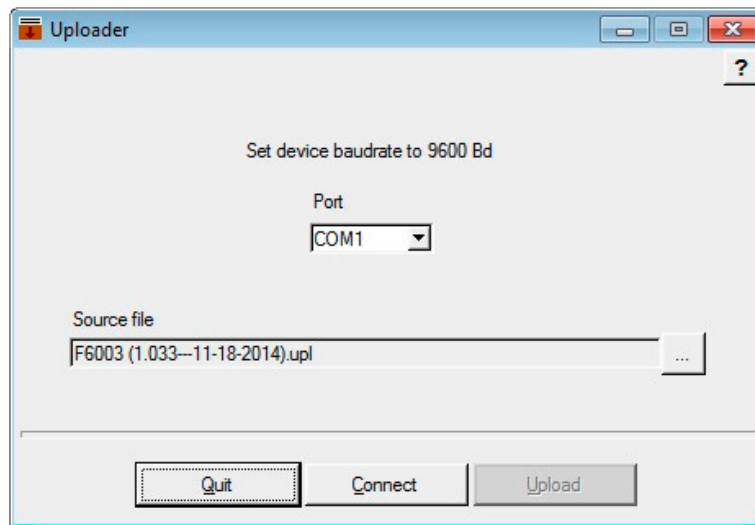 Uploader
?
Set device baudrate to 9600 Bd
Port
COM1
Source file
F6003 (1.033---11-18-2014).upl
...
Quit Connect Upload